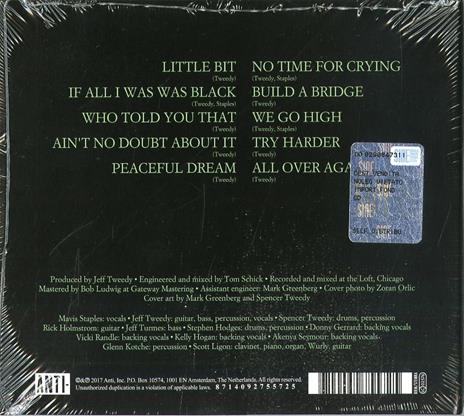 LITTLE BIT
(Tweedy)
IF ALL I WAS WAS BLACK
(Tweedy, Staples)
WHO TOLD YOU THAT
(Tweedy)
AIN'T NO DOUBT ABOUT IT
(Tweedy)
PEACEFUL DREAM
(Tweedy)
NO TIME FOR CRYING
(Tweedy, Staples)
BUILD A BRIDGE
(Tweedy)
WE GO HIGH
(Tweedy, Staples)
TRY HARDER
(Tweedy)
ALL OVER AGA
(Tweedy)
SIAE
Produced by Jeff Tweedy • Engineered and mixed by Tom Schick • Recorded and mixed at the Loft, Chicago
Mastered by Bob Ludwig at Gateway Mastering • Assistant engineer: Mark Greenberg • Cover photo by Zoran Orlic
Cover art by Mark Greenberg and Spencer Tweedy
Mavis Staples: vocals • Jeff Tweedy: guitar, bass, percussion, vocals • Spencer Tweedy: drums, percussion
Rick Holmstrom: guitar • Jeff Turmes: bass • Stephen Hodges: drums, percussion • Donny Gerrard: backing vocals
Vicki Randle: backing vocals • Kelly Hogan: backing vocals • Akenya Seymour: backing vocals
Glenn Kotche: percussion • Scott Ligon: clavinet, piano, organ, Wurly, guitar
ANTI-
©&℗ 2017 Anti, Inc. P.O. Box 10574, 1001 EN Amsterdam, The Netherlands. All rights reserved.
Unauthorized duplication is a violation of applicable laws. 8714092755725